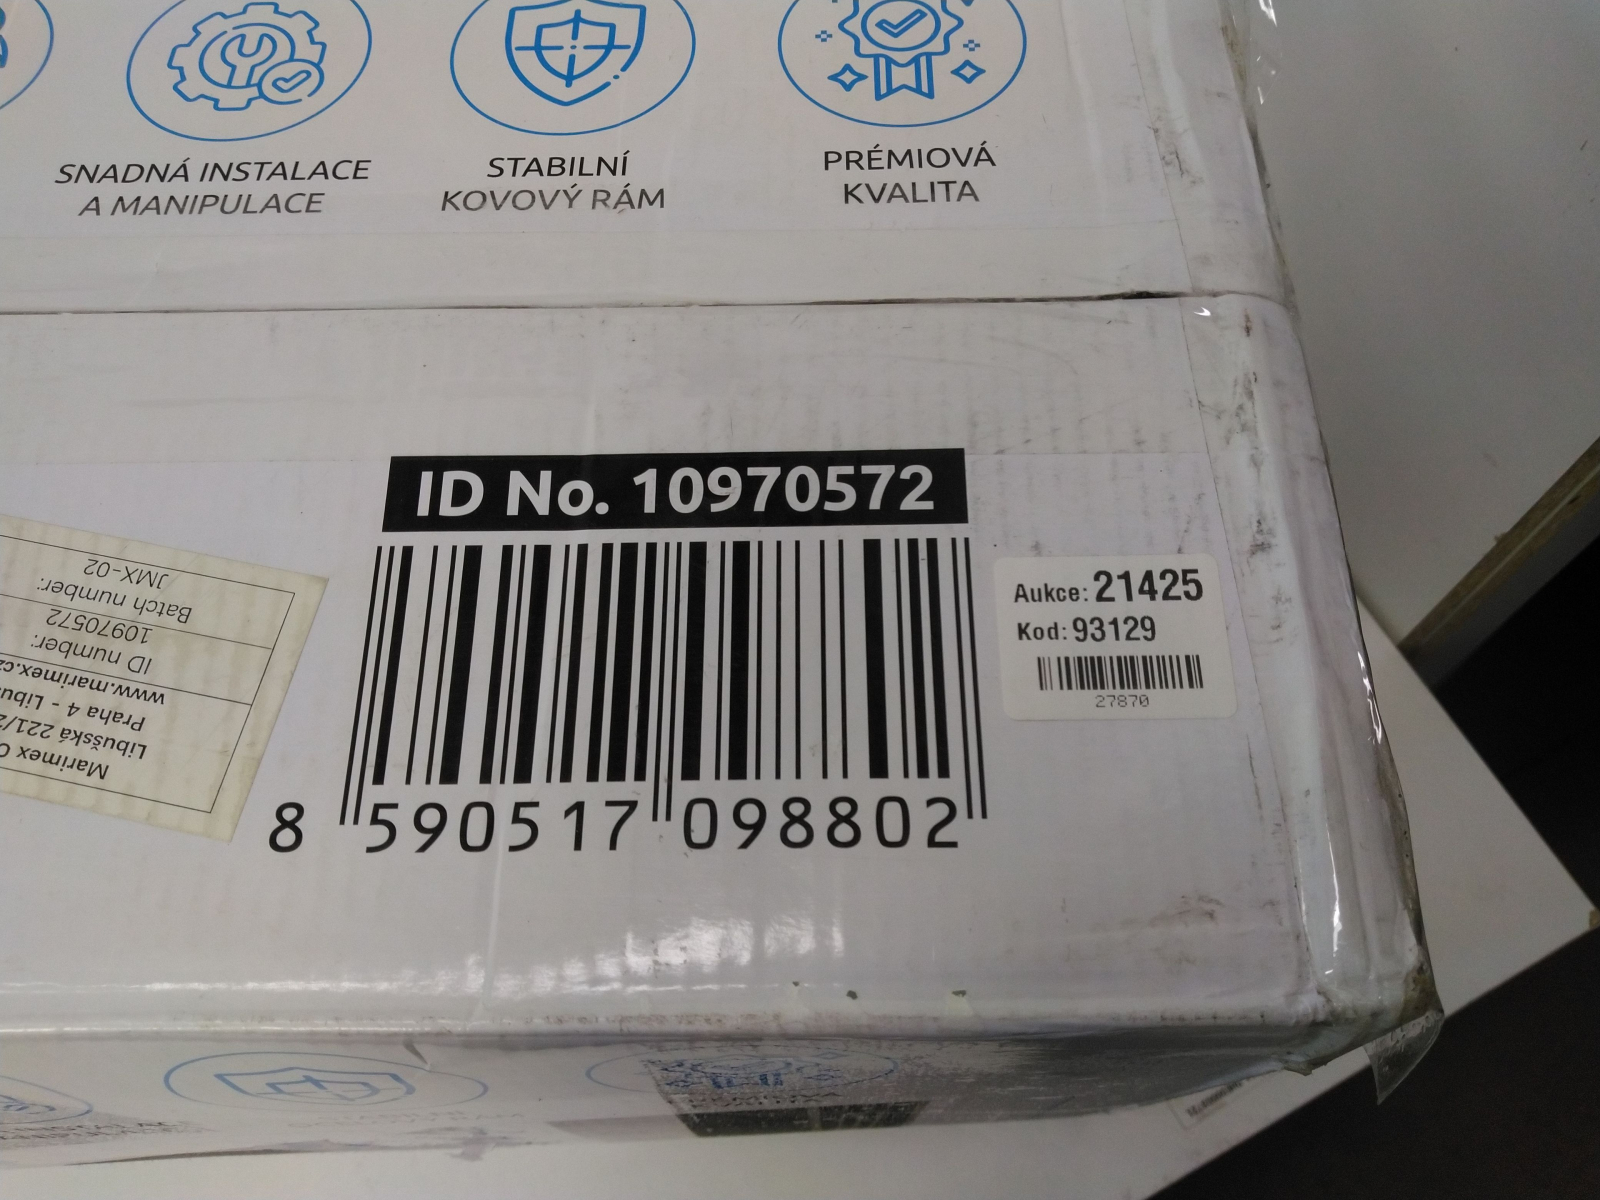 SNADNÁ INSTALACE
A MANIPULACE
STABILNÍ
KOVOVÝ RÁM
PRÉMIOVÁ
KVALITA
ID No. 10970572
8 590517 098802
Aukce: 21425
Kod: 93129
27870
Marimex
Libušská 221/
Praha 4 - Libu
www.marimex.cz
ID number:
10970572
Batch number:
JMX-02